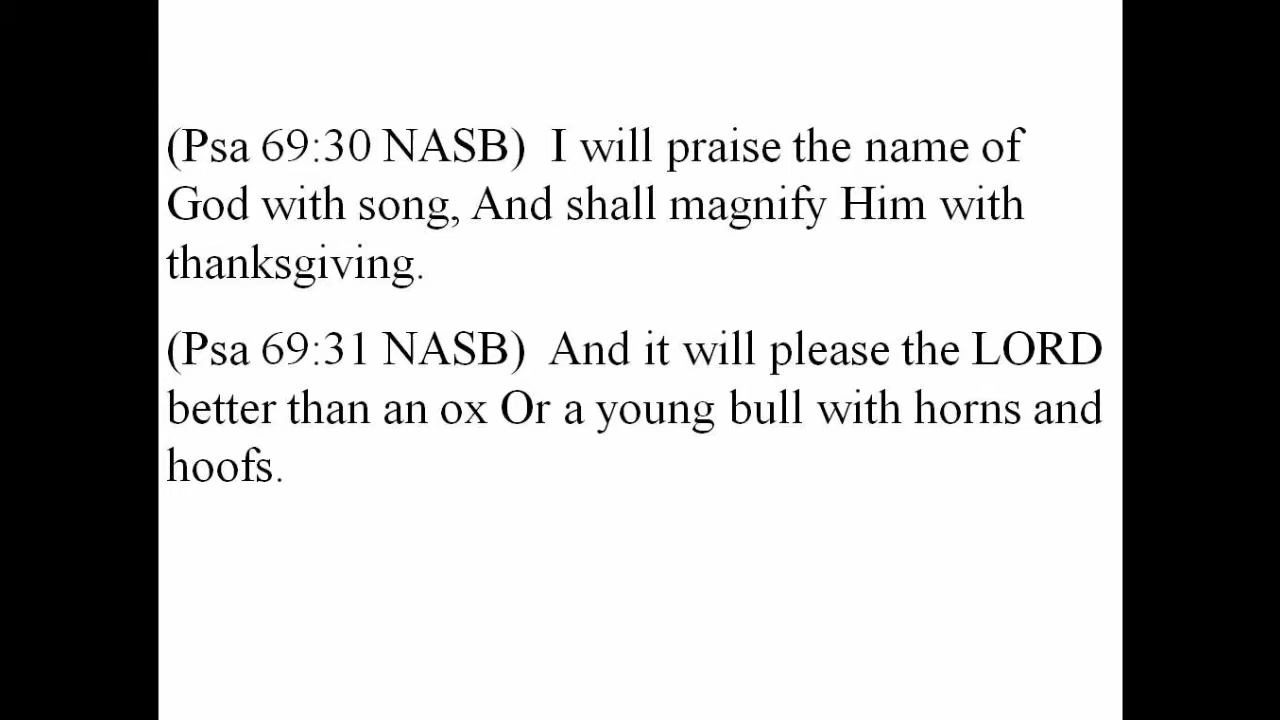 (Psa 69:30 NASB)  I will praise the name of
God with song, And shall magnify Him with
thanksgiving.
(Psa 69:31 NASB)  And it will please the LORD
better than an ox Or a young bull with horns and
hoofs.